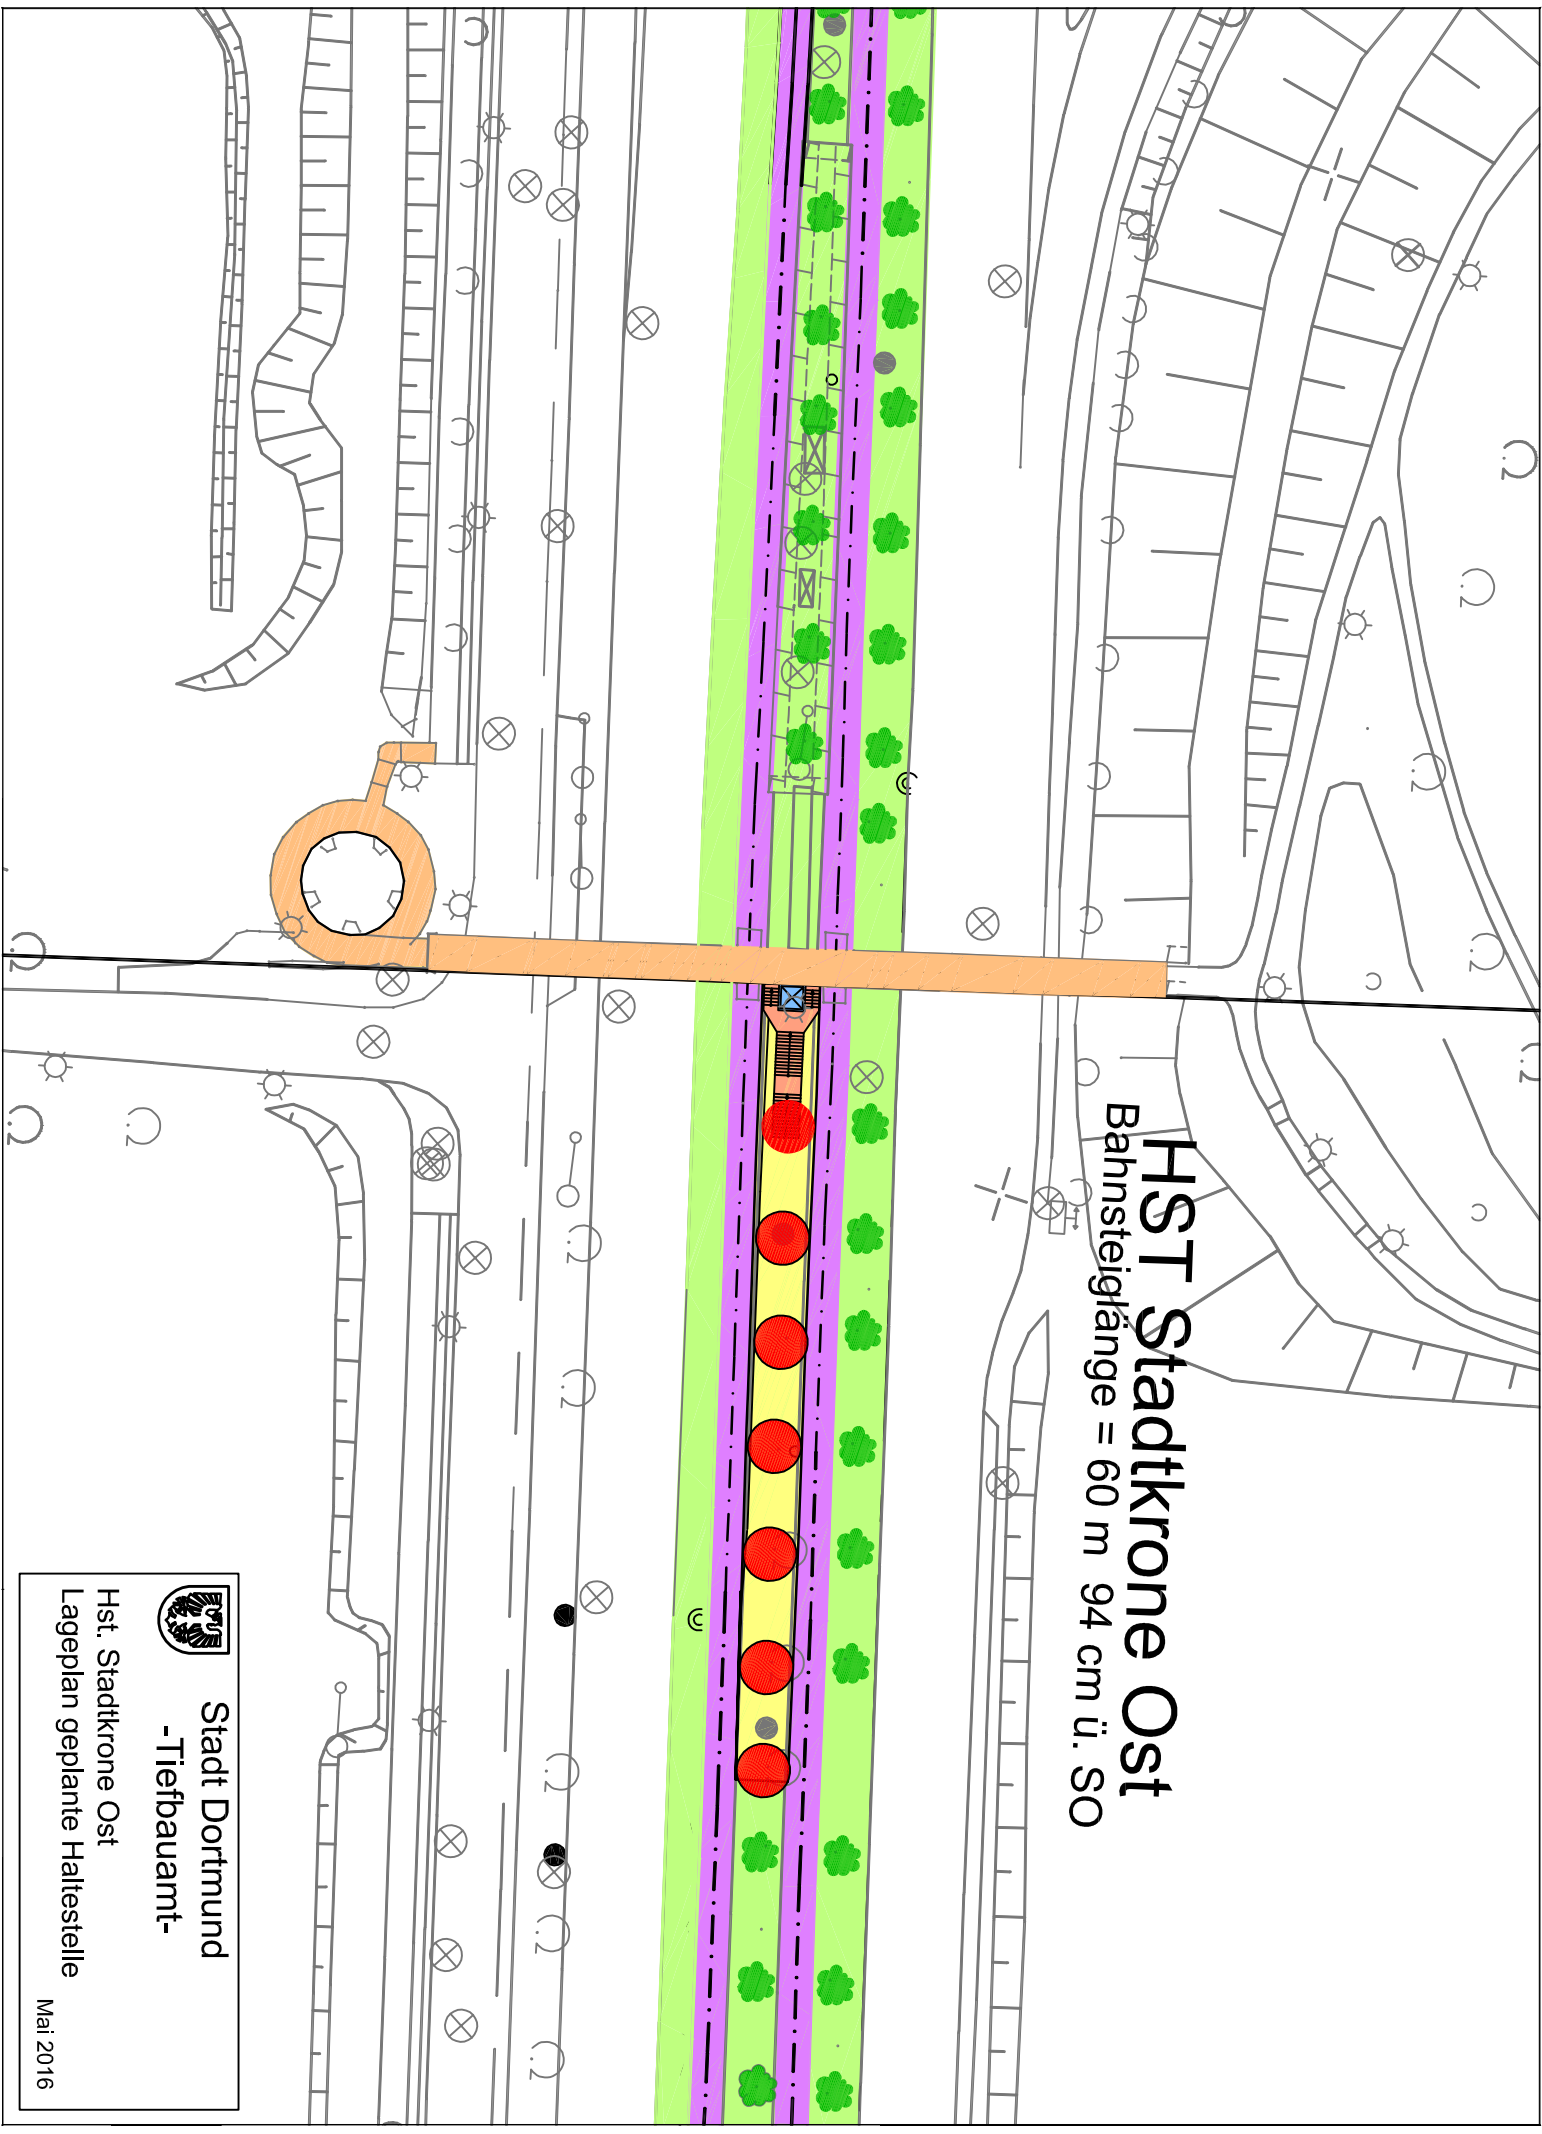 HST Stadtkrone Ost
Bahnsteiglänge = 60 m 94 cm ü. SO
Stadt Dortmund
-Tiefbauamt-
Hst. Stadtkrone Ost
Lageplan geplante Haltestelle
Mai 2016